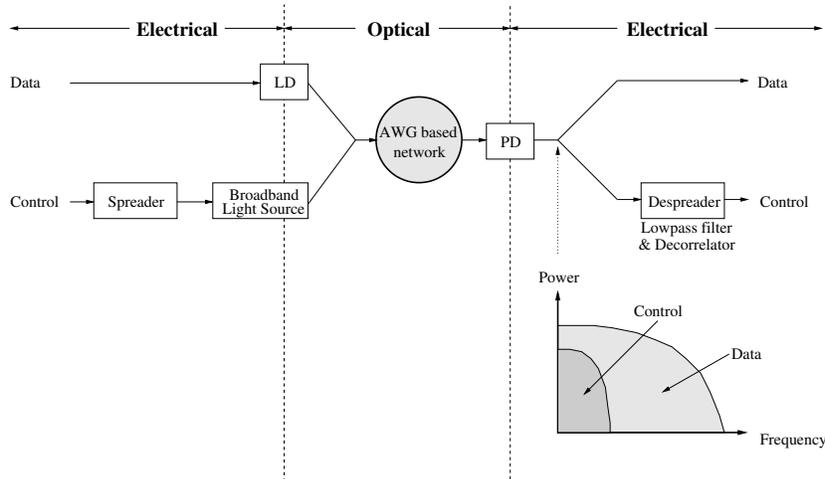 Electrical
Optical
Electrical
Data
LD
Data
AWG based
network
PD
Control
Spreader
Broadband
Light Source
Despreader
Control
Lowpass filter
& Decorrelator
Power
Control
Data
Frequency